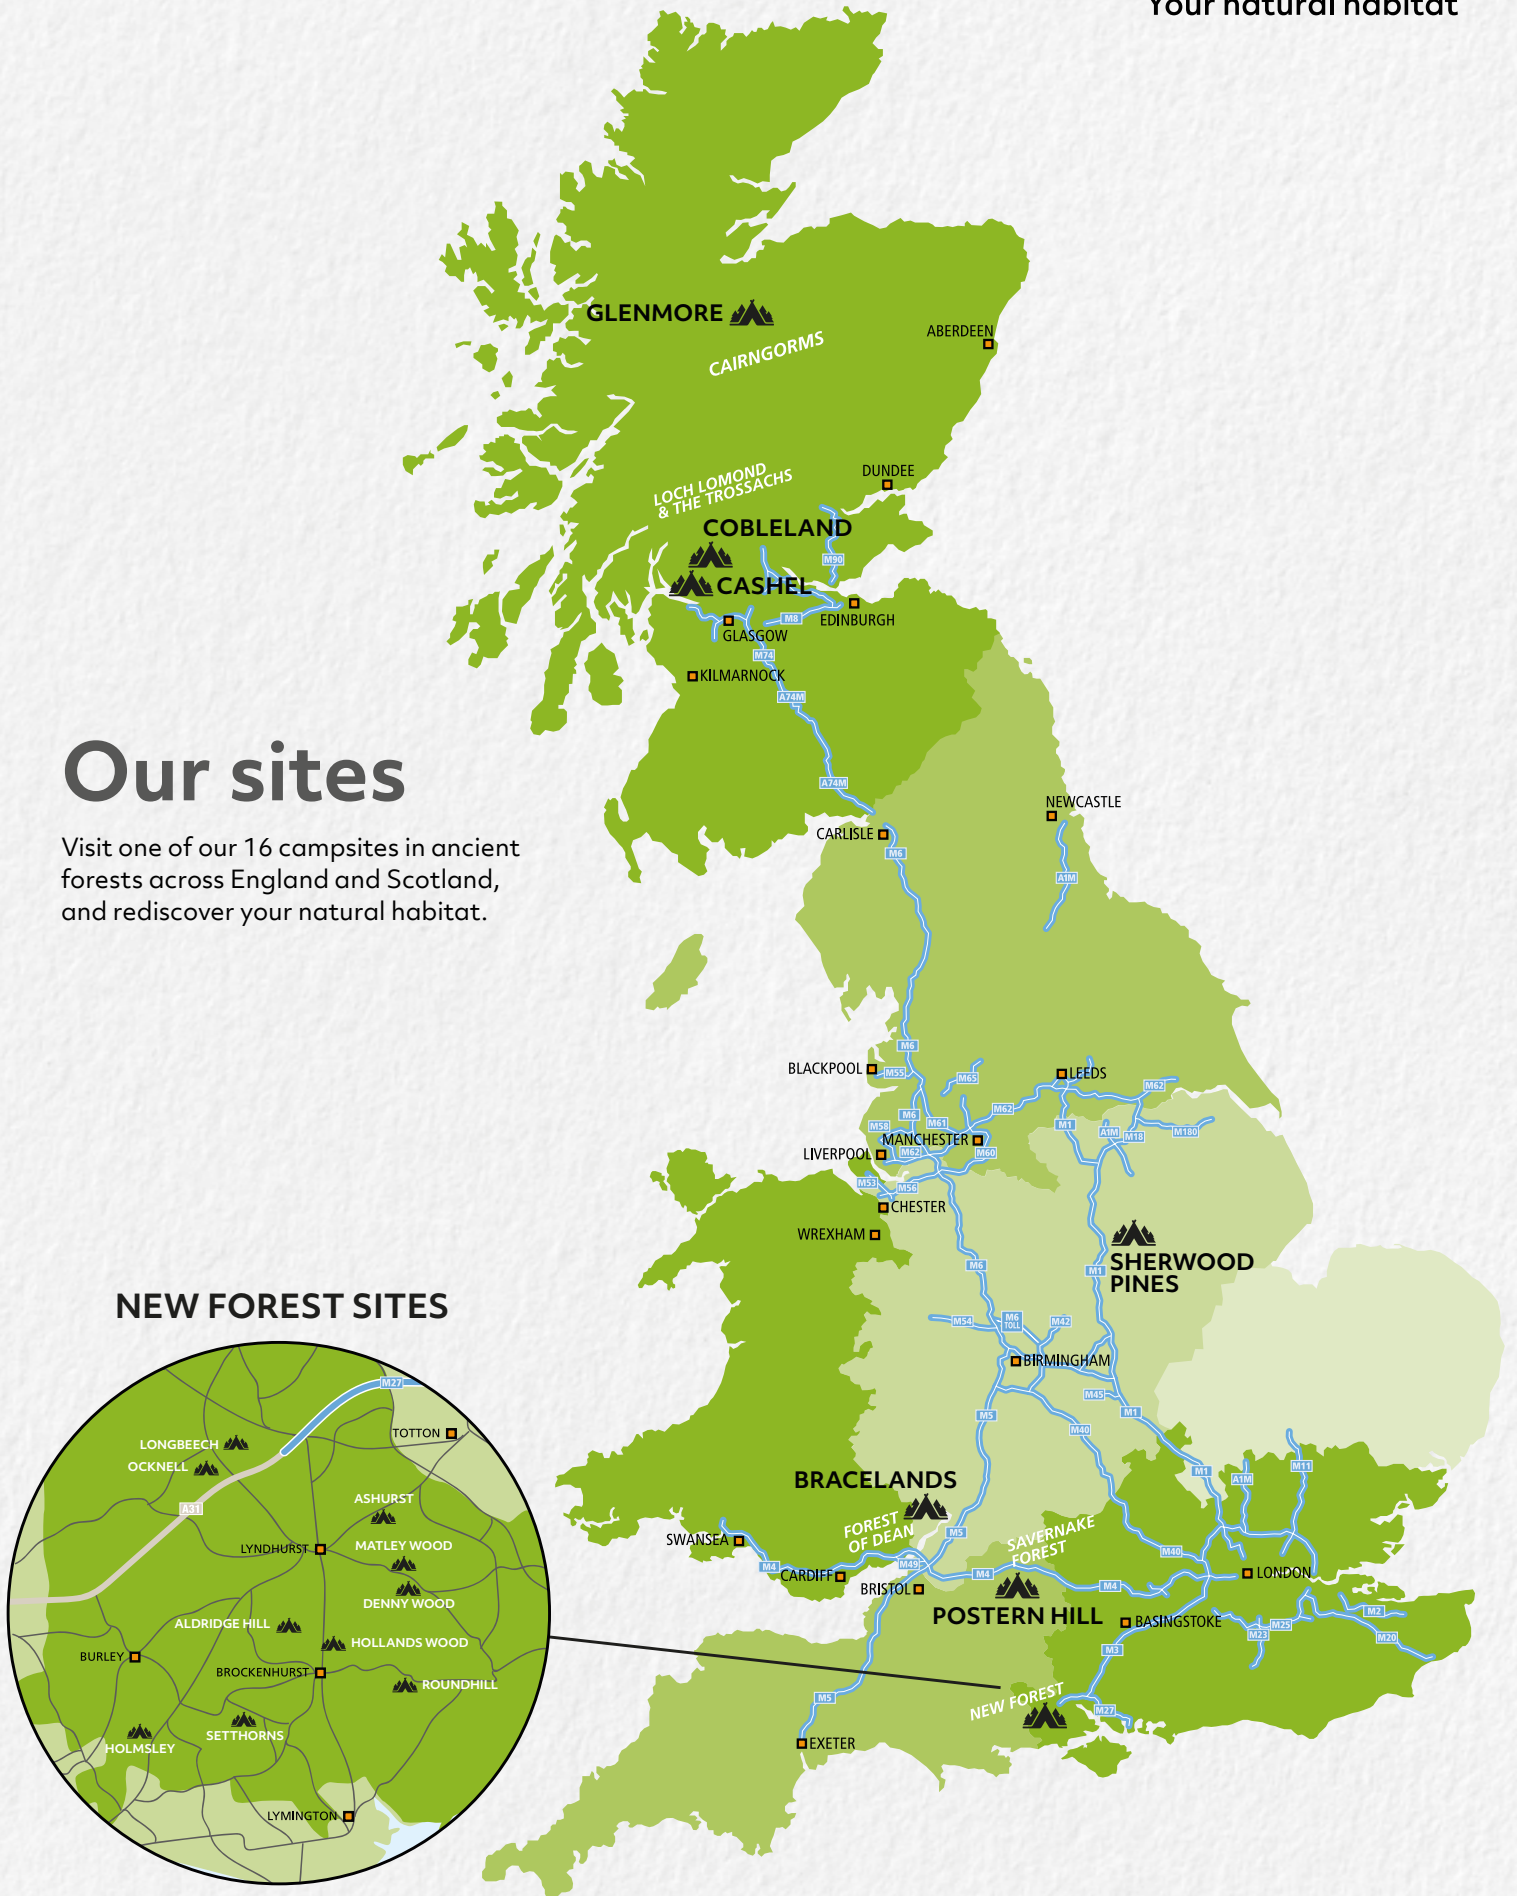 Your natural habitat
GLENMORE
CAIRNGORMS
ABERDEEN
DUNDEE
LOCH LOMOND
& THE TROSSACHS
COBLELAND
M90
CASHEL
M8
EDINBURGH
GLASGOW
M74
KILMARNOCK
A74M
A74M
Our sites
Visit one of our 16 campsites in ancient
forests across England and Scotland,
and rediscover your natural habitat.
NEWCASTLE
CARLISLE
M6
A1M
M6
BLACKPOOL
M55
M65
LEEDS
M62
M6
M61
M62
M58
M1
A1M
M18
M180
MANCHESTER
LIVERPOOL
M62
M60
M53
M56
CHESTER
WREXHAM
SHERWOOD
PINES
M6
M1
M54
M6
TOLL
M42
BIRMINGHAM
M45
M5
M1
M40
BRACELANDS
M1
A1M
M11
FOREST
OF DEAN
M5
SAVERNAKE
FOREST
SWANSEA
M4
CARDIFF
M49
BRISTOL
M4
M40
M4
LONDON
POSTERN HILL
BASINGSTOKE
M25
M2
M23
M20
M3
NEW FOREST
M27
M5
EXETER
NEW FOREST SITES
M27
TOTTON
LONGBEECH
OCKNELL
A31
ASHURST
LYNDHURST
MATLEY WOOD
DENNY WOOD
ALDRIDGE HILL
HOLLANDS WOOD
BURLEY
BROCKENHURST
ROUNDHILL
SETTHORNS
HOLMSLEY
LYMINGTON